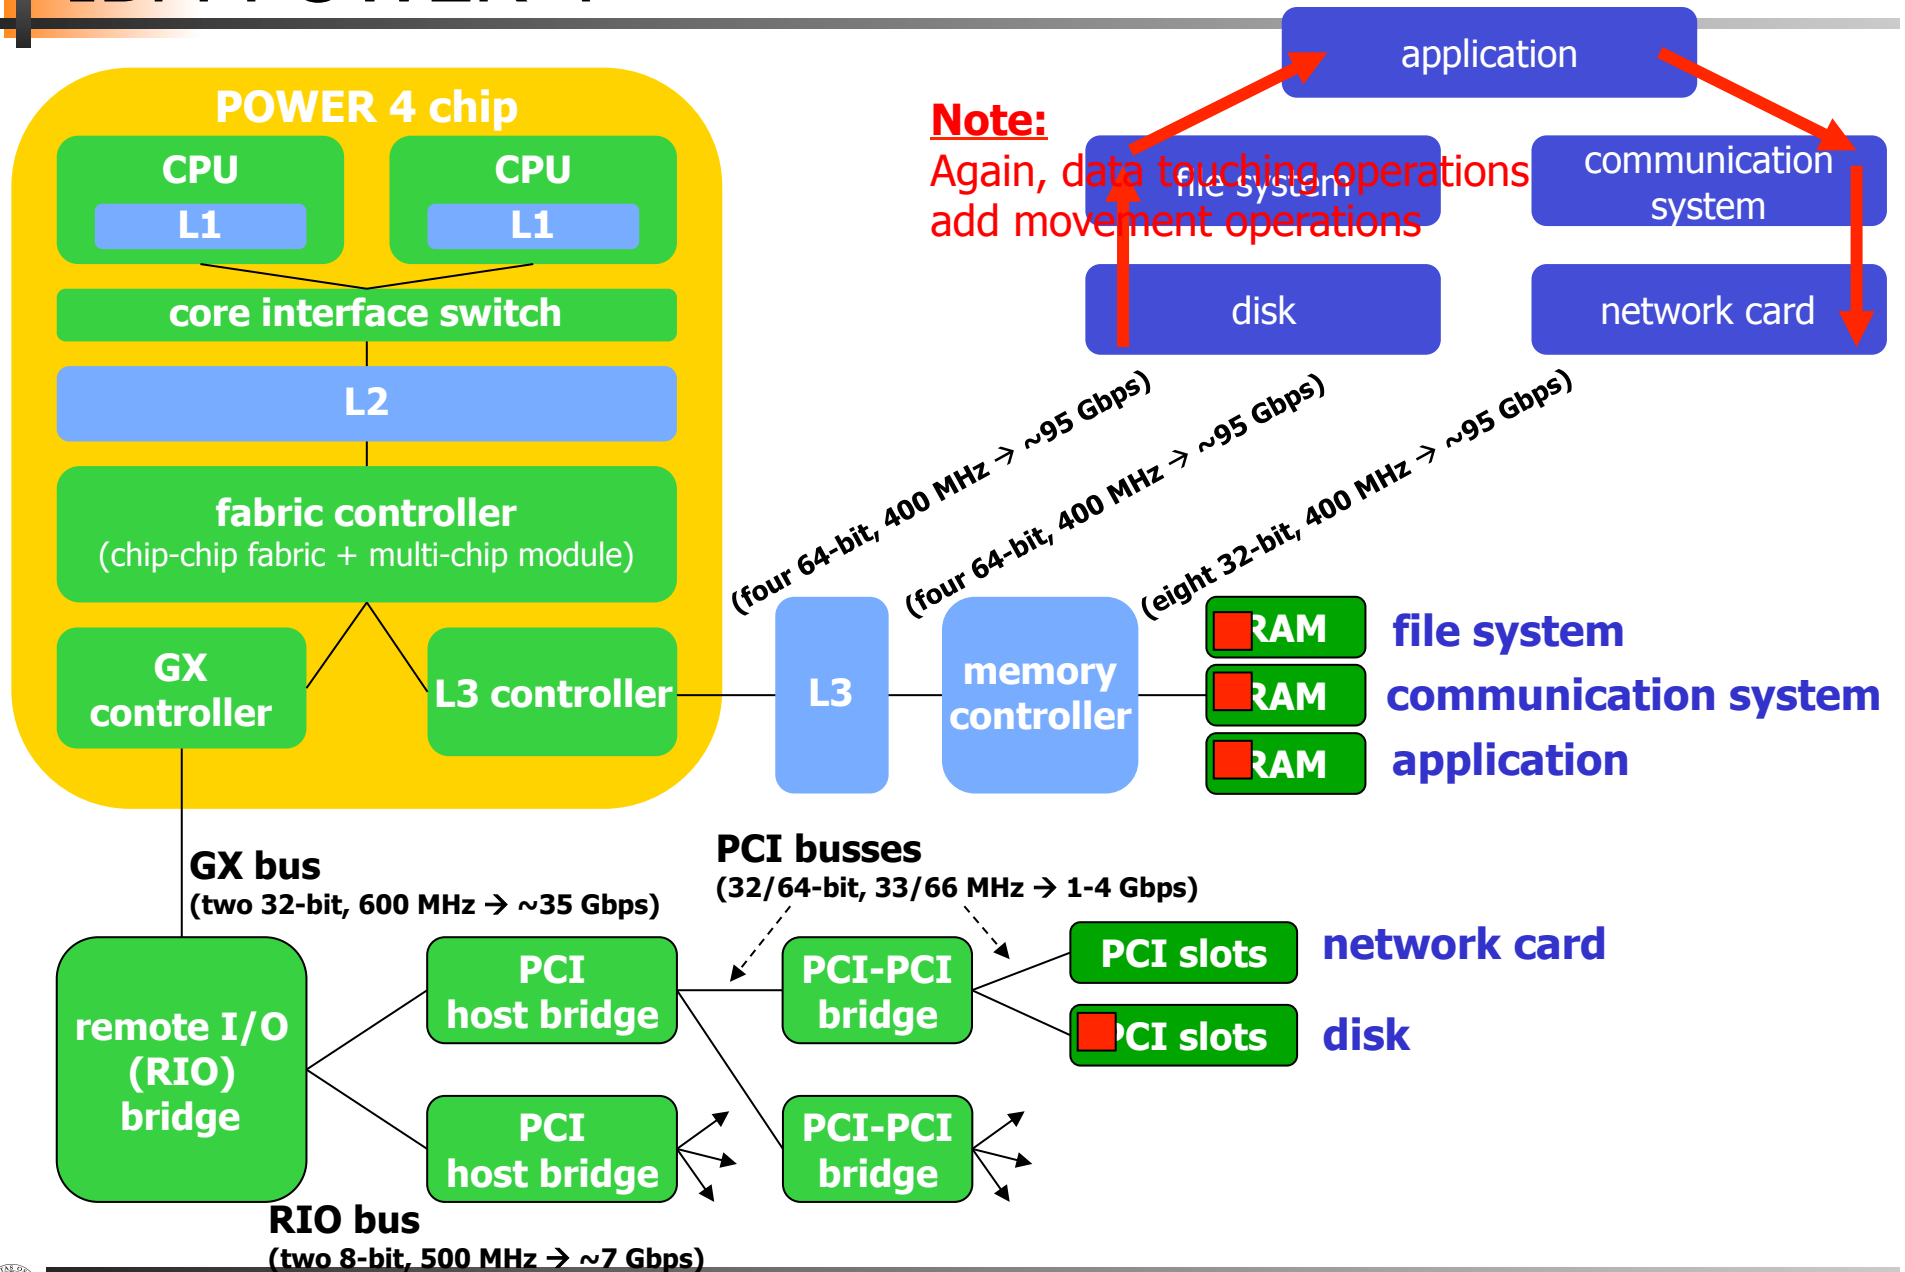 IBM POWER 4
application
POWER 4 chip
Note:
Again, data touching operations
add movement operations
file system
communication
system
CPU
L1
CPU
L1
disk
network card
core interface switch
L2
(four 64-bit, 400 MHz → ~95 Gbps)
(four 64-bit, 400 MHz → ~95 Gbps)
(eight 32-bit, 400 MHz → ~95 Gbps)
fabric controller
(chip-chip fabric + multi-chip module)
GX
controller
L3 controller
L3
memory
controller
RAM
file system
RAM
communication system
RAM
application
GX bus
(two 32-bit, 600 MHz → ~35 Gbps)
PCI busses
(32/64-bit, 33/66 MHz → 1-4 Gbps)
remote I/O
(RIO)
bridge
PCI
host bridge
PCI-PCI
bridge
PCI slots
network card
PCI slots
disk
PCI
host bridge
PCI-PCI
bridge
RIO bus
(two 8-bit, 500 MHz → ~7 Gbps)